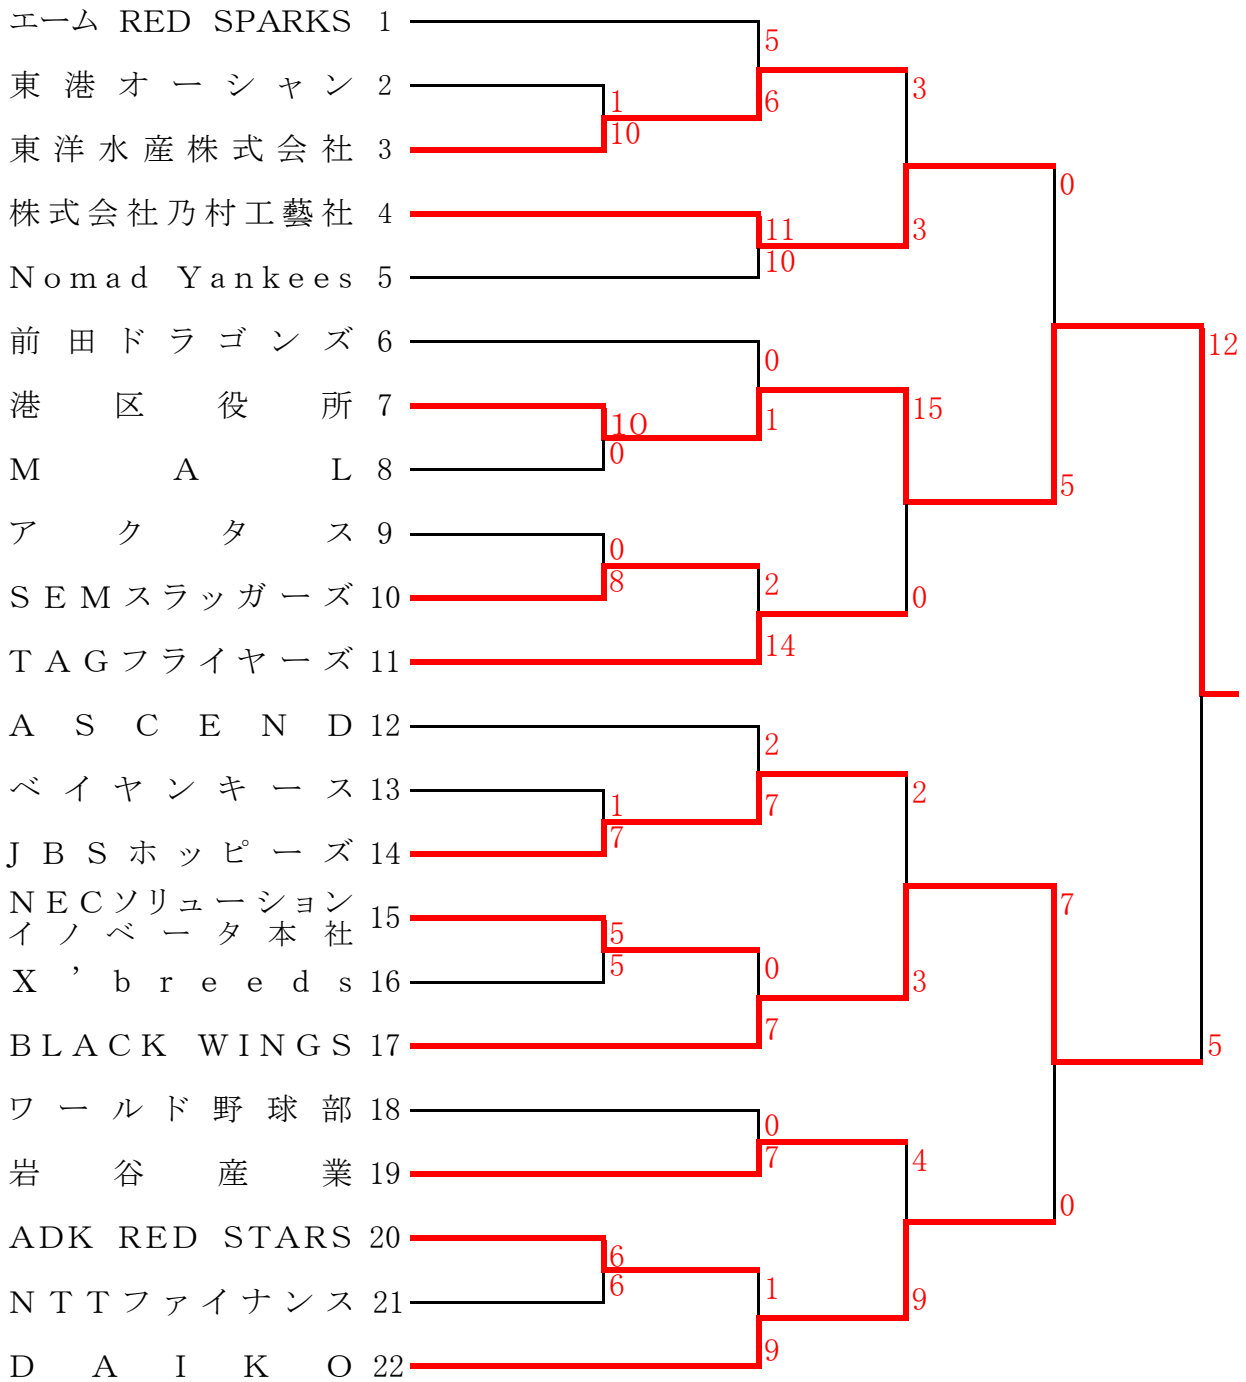 エーム RED SPARKS 1
5
東港オーシャン 2
3
1
6
10
東洋水産株式会社 3
0
株式会社乃村工藝社 4
11
3
10
Nomad Yankees 5
前田ドラゴンズ 6
12
0
港区役所 7
15
10
1
0
MAL 8
5
アクタス 9
0
8
2
SEMスラッガーズ 10
0
14
TAGフライヤーズ 11
ASCEND 12
2
ベイヤンキース 13
2
1
7
7
JBSホッピーズ 14
NECソリューション
イノベータ本社 15
7
5
5
0
X’breeds 16
3
7
BLACK WINGS 17
5
ワールド野球部 18
0
7
4
岩谷産業 19
0
ADK RED STARS 20
6
6
1
NTTファイナンス 21
9
9
DAIKO 22